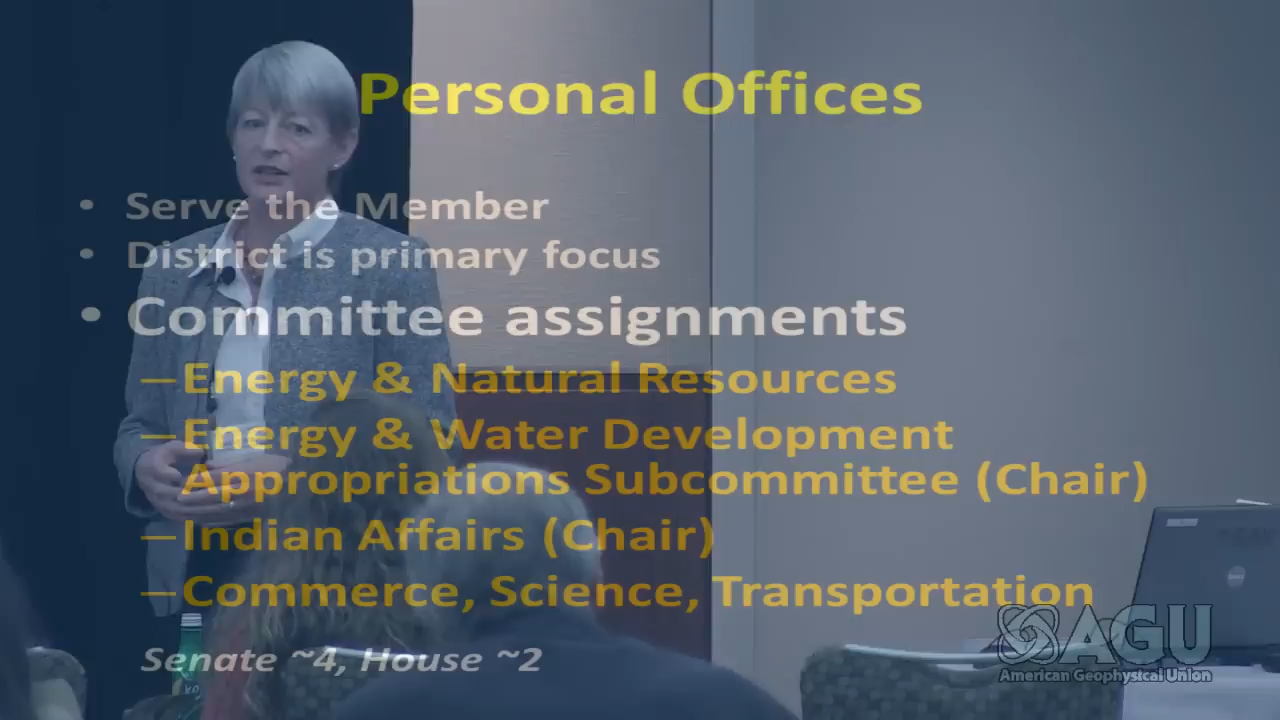 Personal Offices
• Serve the Member
• District is primary focus
• Committee assignments
–Energy & Natural Resources
–Energy & Water Development
Appropriations Subcommittee (Chair)
–Indian Affairs (Chair)
–Commerce, Science, Transportation
Senate ~4, House ~2
AGU
American Geophysical Union